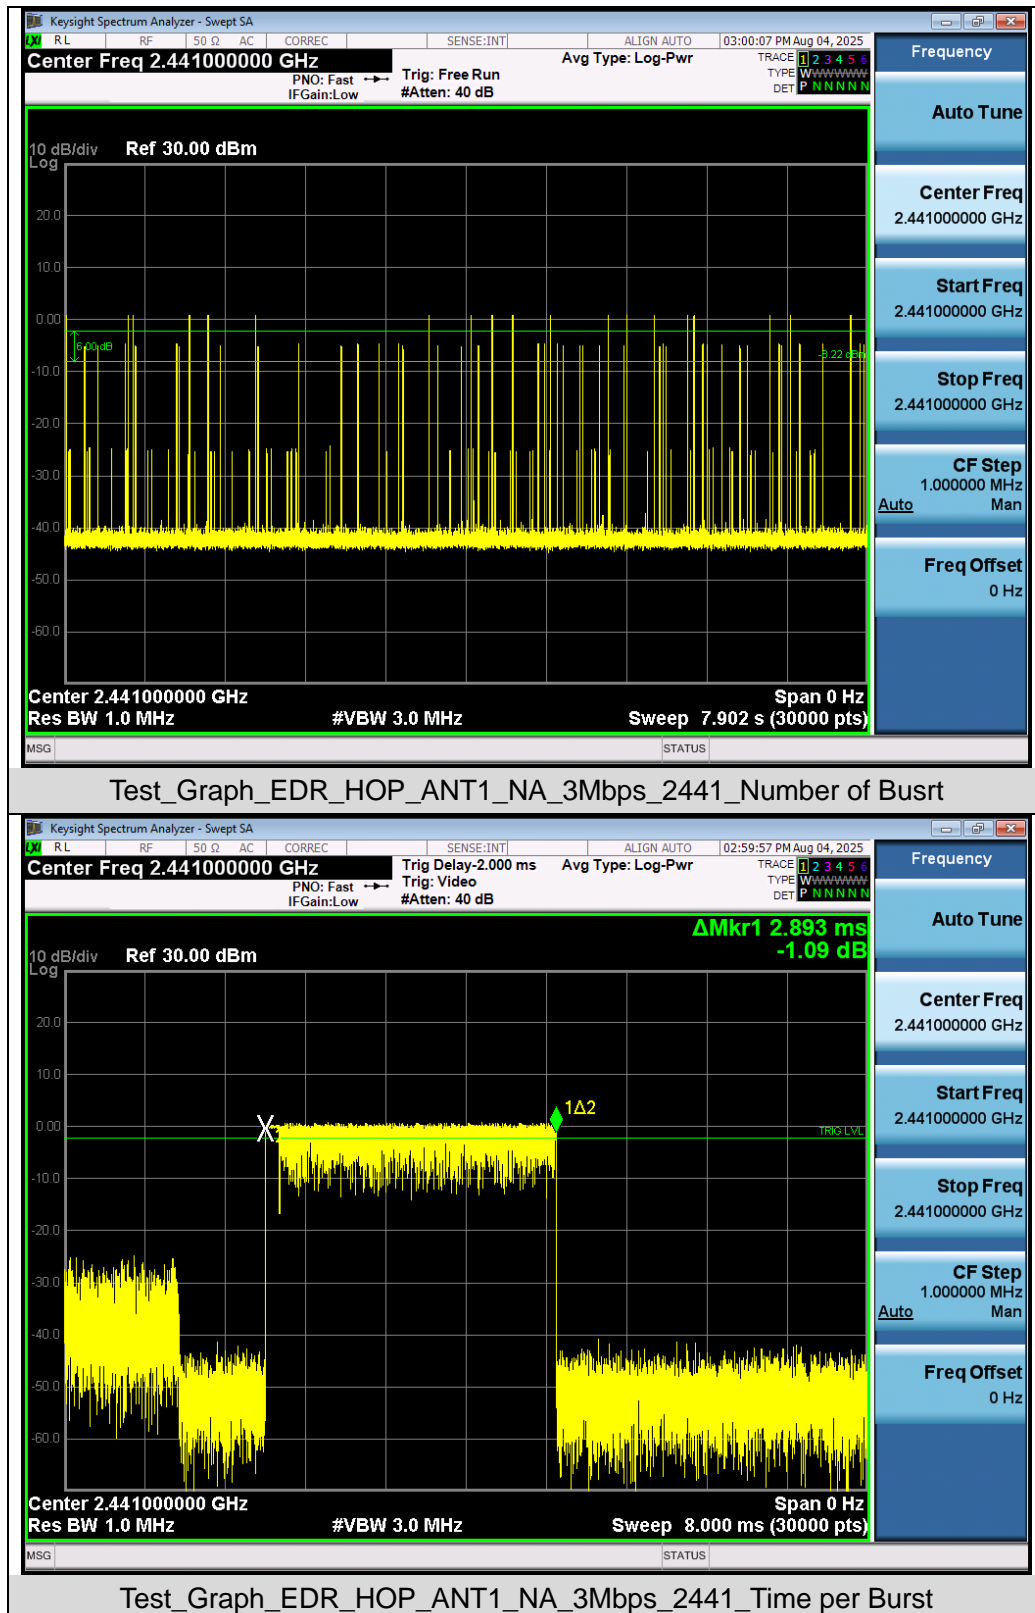 Keysight Spectrum Analyzer - Swept SA
LXI RL RF 50 Ω AC CORREC SENSE:INT ALIGN AUTO 03:00:07 PM Aug 04, 2025
Center Freq 2.441000000 GHz Avg Type: Log-Pwr TRACE 1 2 3 4 5 6
PNO: Fast Trig: Free Run TYPE WWWWWW
IFGain:Low #Atten: 40 dB DET P N N N N N
Frequency
Auto Tune
Center Freq
2.441000000 GHz
Start Freq
2.441000000 GHz
Stop Freq
2.441000000 GHz
CF Step
1.000000 MHz
Auto Man
Freq Offset
0 Hz
10 dB/div Ref 30.00 dBm
Log
20.0
10.0
0.00
6.00 dB
-10.0
-20.0
-30.0
-40.0
-50.0
-60.0
Center 2.441000000 GHz Span 0 Hz
Res BW 1.0 MHz #VBW 3.0 MHz Sweep 7.902 s (30000 pts)
MSG STATUS
Test_Graph_EDR_HOP_ANT1_NA_3Mbps_2441_Number of Busrt
Keysight Spectrum Analyzer - Swept SA
LXI RL RF 50 Ω AC CORREC SENSE:INT ALIGN AUTO 02:59:57 PM Aug 04, 2025
Center Freq 2.441000000 GHz Trig Delay-2.000 ms Avg Type: Log-Pwr TRACE 1 2 3 4 5 6
PNO: Fast Trig: Video TYPE WWWWWW
IFGain:Low #Atten: 40 dB DET P N N N N N
Frequency
Auto Tune
Center Freq
2.441000000 GHz
Start Freq
2.441000000 GHz
Stop Freq
2.441000000 GHz
CF Step
1.000000 MHz
Auto Man
Freq Offset
0 Hz
ΔMkr1 2.893 ms
-1.09 dB
10 dB/div Ref 30.00 dBm
Log
20.0
10.0
1Δ2
0.00
TRIG LVL
-10.0
-20.0
-30.0
-40.0
-50.0
-60.0
Center 2.441000000 GHz Span 0 Hz
Res BW 1.0 MHz #VBW 3.0 MHz Sweep 8.000 ms (30000 pts)
MSG STATUS
Test_Graph_EDR_HOP_ANT1_NA_3Mbps_2441_Time per Burst